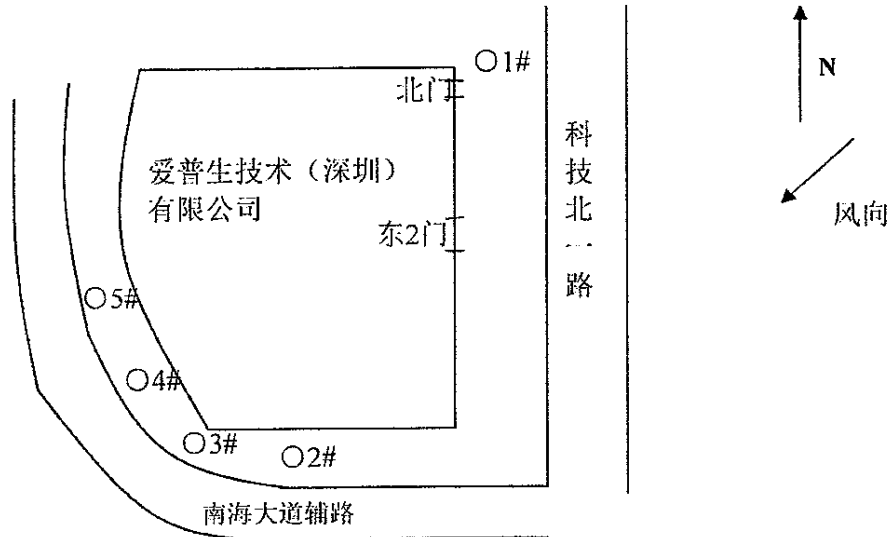 ○1#
N
北门
科技北一路
爱普生技术（深圳）
有限公司
风向
东2门
○5#
○4#
○3#
○2#
南海大道辅路